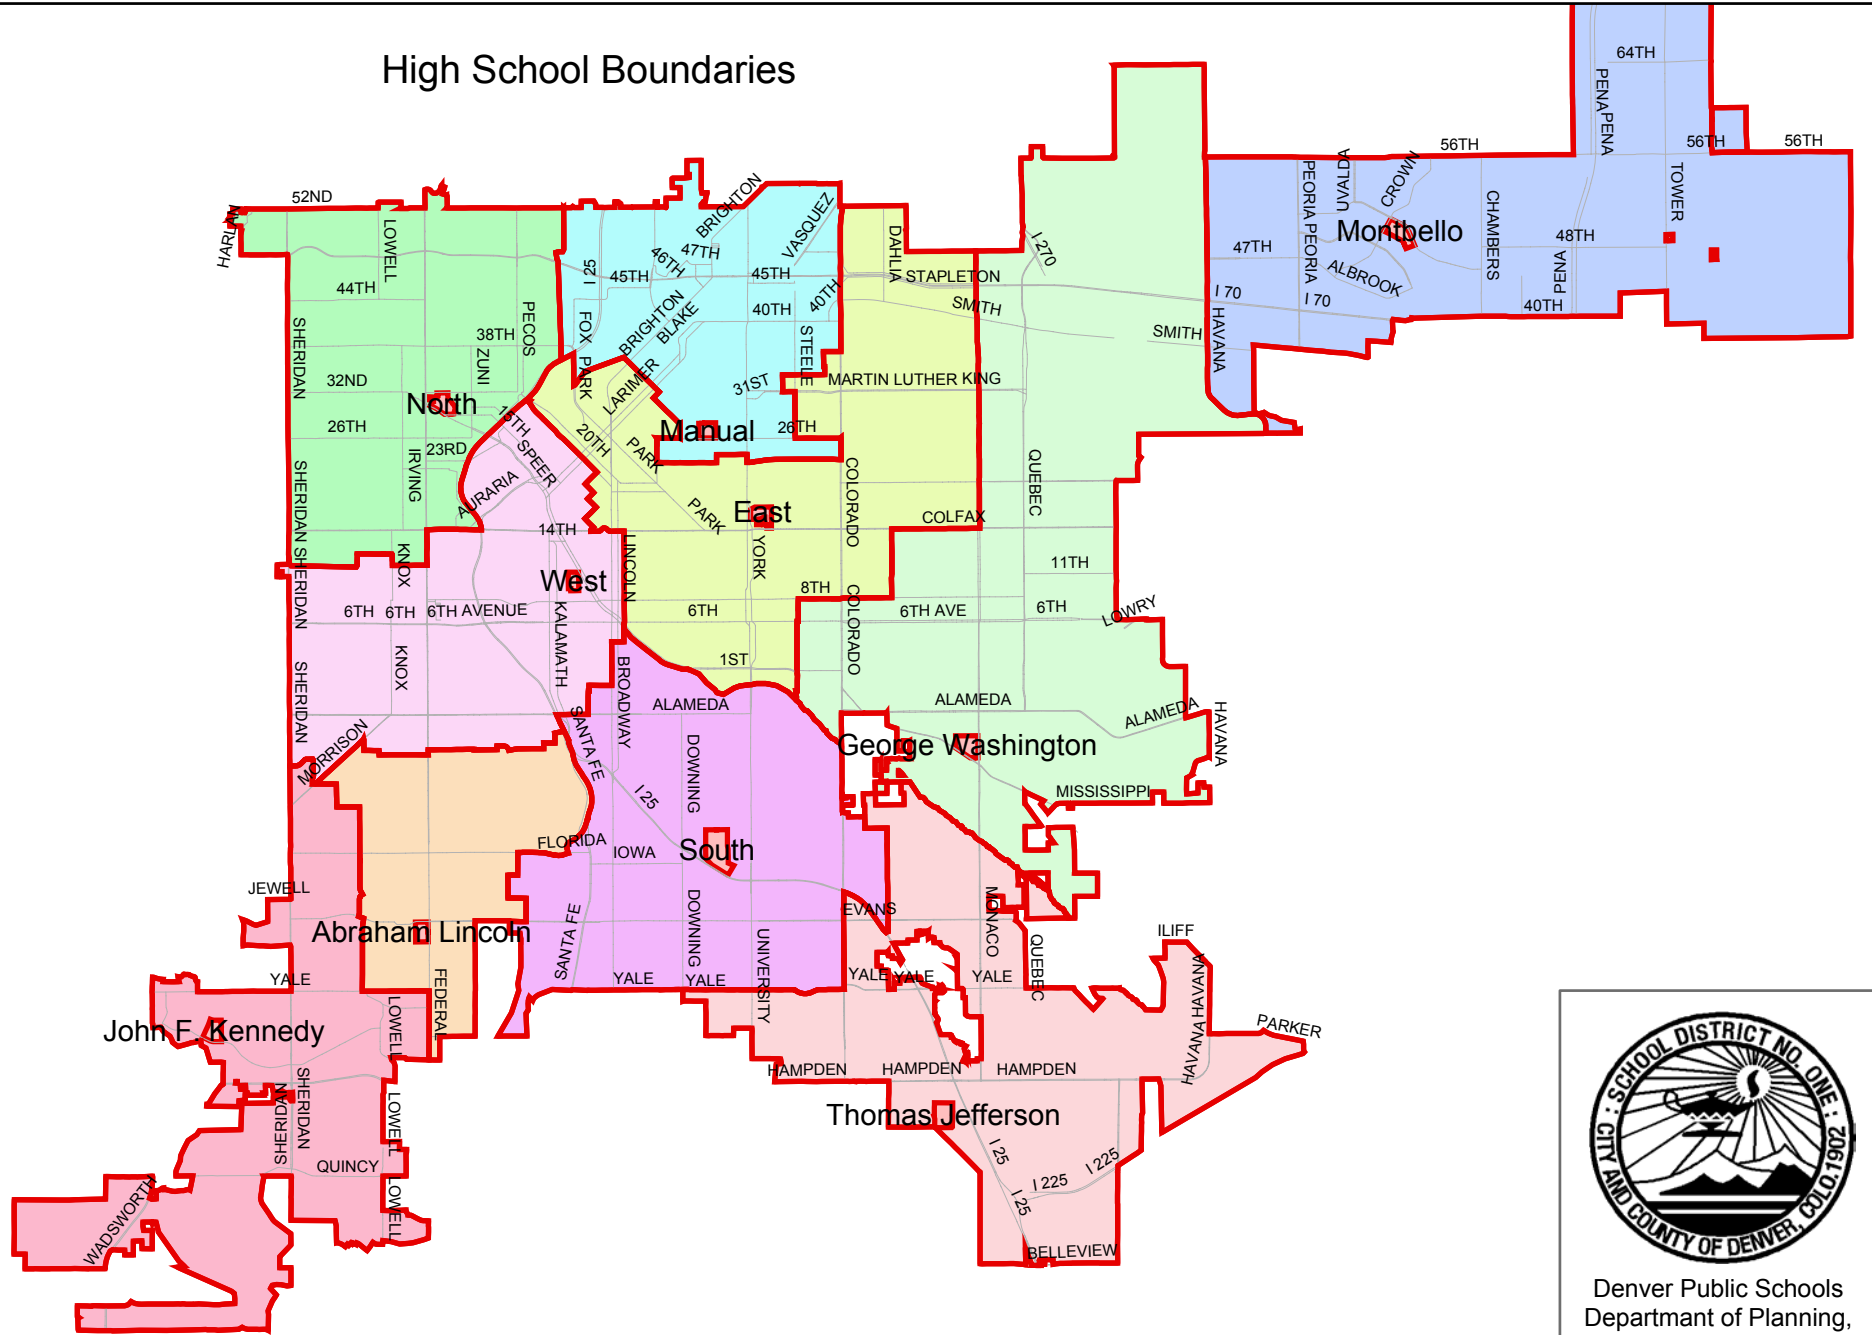 High School Boundaries
64TH
PENA PENA
56TH
56TH
56TH
52ND
HARLAN
LOWELL
BRIGHTON
VASQUEZ
DAHLIA
I 270
PEORIA PEORIA
UVALDA
CROWN
CHAMBERS
TOWER
Montbello
47TH
48TH
ALBROOK
PENA
40TH
I 70
I 70
HAVANA
46TH
47TH
45TH
45TH
I 25
STAPLETON
SMITH
SMITH
44TH
40TH
40TH
BRIGHTON
BLAKE
FOX
PECOS
SHERIDAN
38TH
ZUNI
STEELE
32ND
PARK
LARIMER
31ST
MARTIN LUTHER KING
North
15TH
26TH
23RD
IRVING
SPEER
20TH
PARK
Manual
26TH
SHERIDAN
AURARIA
PARK
East
COLORADO
QUEBEC
COLFAX
14TH
LINCOLN
YORK
SHERIDAN
KNOX
West
11TH
8TH
6TH
6TH
6TH AVENUE
KALAMATH
6TH
COLORADO
6TH AVE
6TH
LOWRY
KNOX
SHERIDAN
BROADWAY
1ST
ALAMEDA
ALAMEDA
ALAMEDA
HAVANA
MORRISON
SANTA FE
DOWNING
George Washington
I 25
MISSISSIPPI
FLORIDA
IOWA
South
JEWELL
MONACO
DOWNING
EVANS
Abraham Lincoln
SANTA FE
UNIVERSITY
QUEBEC
ILIFF
YALE
FEDERAL
YALE
YALE
YALE
YALE
YALE
HAVANA HAVANA
LOWELL
John F. Kennedy
PARKER
HAMPDEN
HAMPDEN
HAMPDEN
SHERIDAN
SHERIDAN
LOWELL
Thomas Jefferson
QUINCY
I 25
I 225
I 225
I 25
LOWELL
WADSWORTH
BELLEVIEW
: SCHOOL DISTRICT NO. ONE :
CITY AND COUNTY OF DENVER, COLO. 1902
Denver Public Schools
Departmant of Planning,